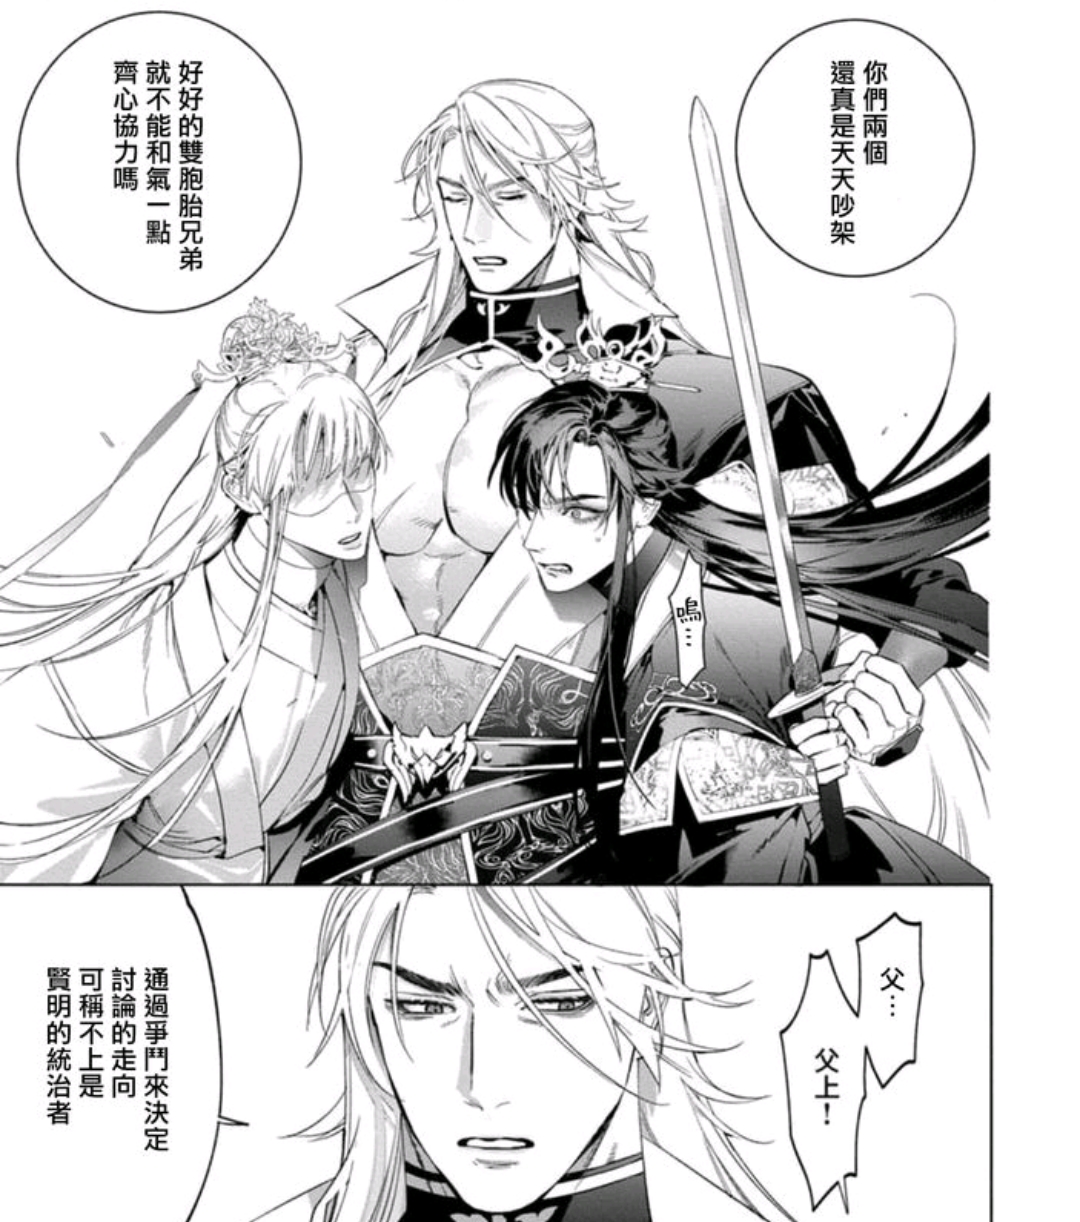 你們兩個
還真是天天吵架
好好的雙胞胎兄弟
就不能和氣一點
齊心協力嗎
嗚…
父…
父上！
通過爭鬥來決定
討論的走向
可稱不上是
賢明的統治者